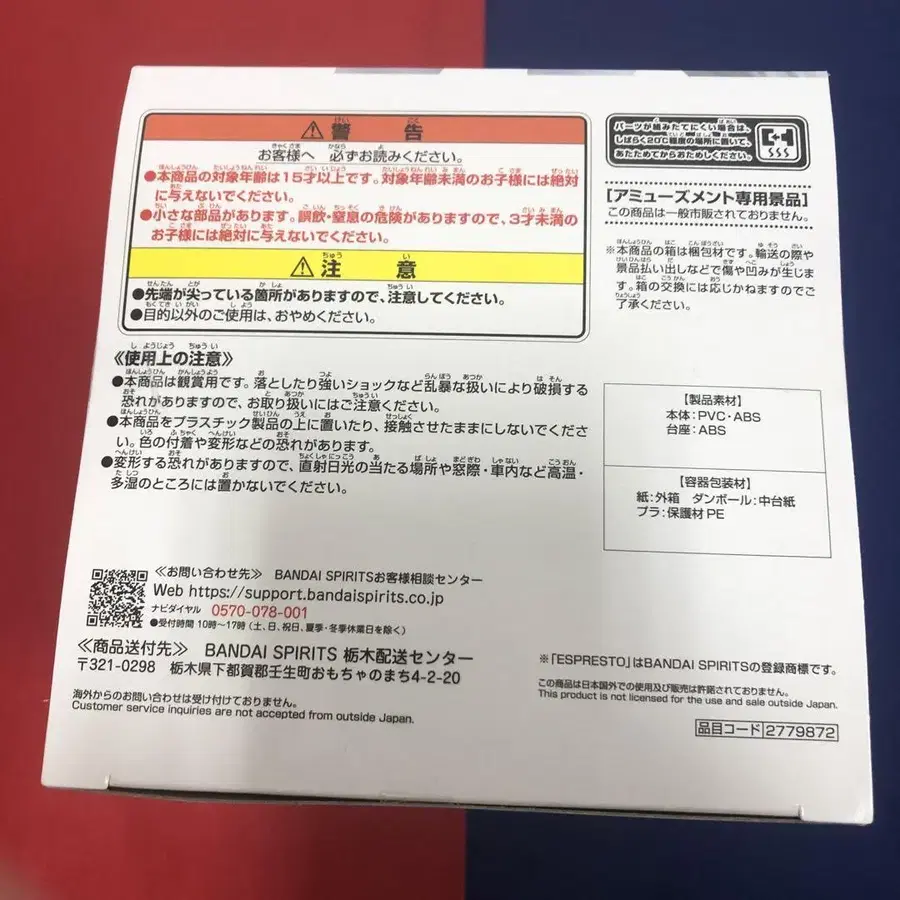 ⚠警告
お客様へ 必ずお読みください。
●本商品の対象年齢は15才以上です。対象年齢未満のお子様には絶対
に与えないでください。
●小さな部品があります。誤飲・窒息の危険がありますので、3才未満の
お子様には絶対に与えないでください。
⚠注意
●先端が尖っている箇所がありますので、注意してください。
●目的以外のご使用は、おやめください。
《使用上の注意》
●本商品は観賞用です。落としたり強いショックなど乱暴な扱いにより破損する
恐れがありますので、お取り扱いにはご注意ください。
●本商品をプラスチック製品の上に置いたり、接触させたままにしないでくださ
い。色の付着や変形などの恐れがあります。
●変形する恐れがありますので、直射日光の当たる場所や窓際・車内など高温・
多湿のところには置かないでください。
パーツが組みたてにくい場合は、
しばらく20℃程度の場所に置いて、
あたためてからおためしください。
[アミューズメント専用景品]
この商品は一般市販されておりません。
※本商品の箱は梱包材です。輸送の際や
景品払い出しなどで傷や凹みが生じま
す。箱の交換には応じかねますのでご
了承ください。
【製品素材】
本体:PVC・ABS
台座:ABS
【容器包装材】
紙:外箱 ダンボール:中台紙
プラ:保護材PE
《お問い合わせ先》 BANDAI SPIRITSお客様相談センター
Web https://support.bandaispirits.co.jp
ナビダイヤル 0570-078-001
●受付時間 10時〜17時(土、日、祝日、夏季・冬季休業日を除く)
《商品送付先》 BANDAI SPIRITS 栃木配送センター
〒321-0298 栃木県下都賀郡壬生町おもちゃのまち4-2-20
海外からのお問い合わせは受け付けておりません。
Customer service inquiries are not accepted from outside Japan.
※「ESPRESTO」はBANDAI SPIRITSの登録商標です。
この商品は日本国外での使用及び販売は許諾されておりません。
This product is not licensed for the use and sale outside Japan.
品目コード 2779872